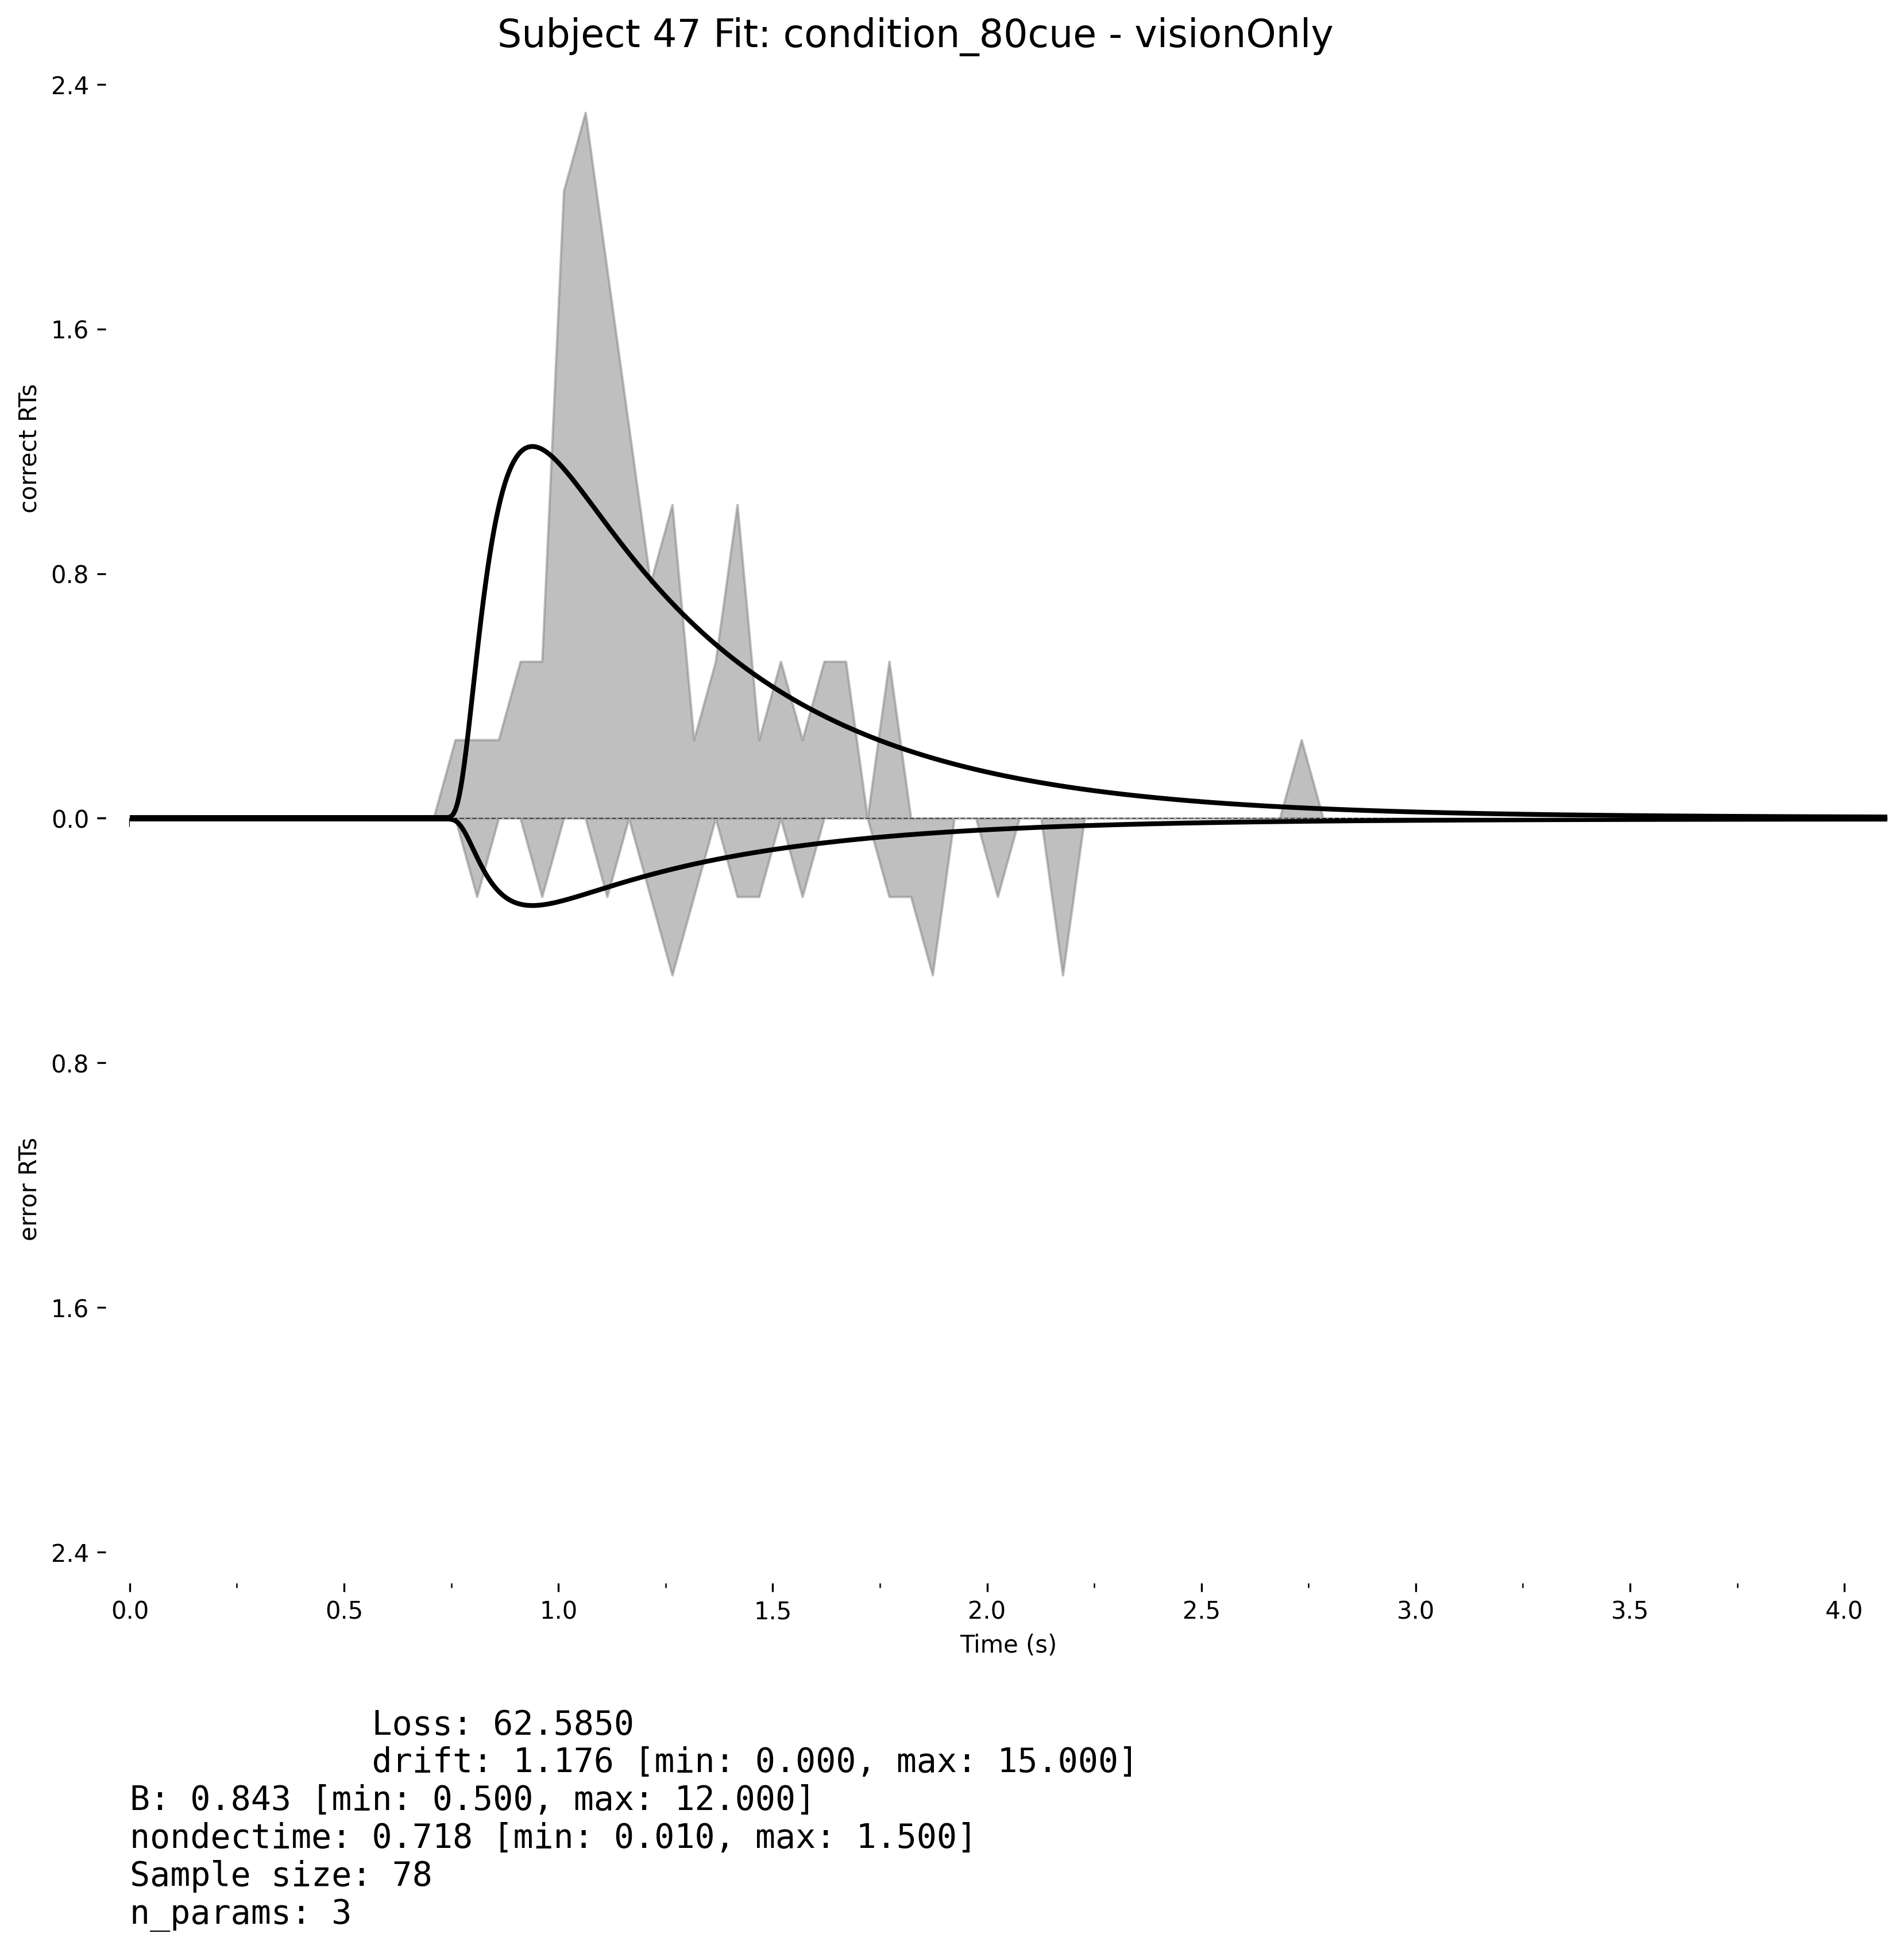 Subject 47 Fit: condition_80cue - visionOnly
2.4
1.6
0.8
0.0
0.8
1.6
2.4
correct RTs
error RTs
0.0 0.5 1.0 1.5 2.0 2.5 3.0 3.5 4.0
Time (s)
Loss: 62.5850
drift: 1.176 [min: 0.000, max: 15.000]
B: 0.843 [min: 0.500, max: 12.000]
nondectime: 0.718 [min: 0.010, max: 1.500]
Sample size: 78
n_params: 3